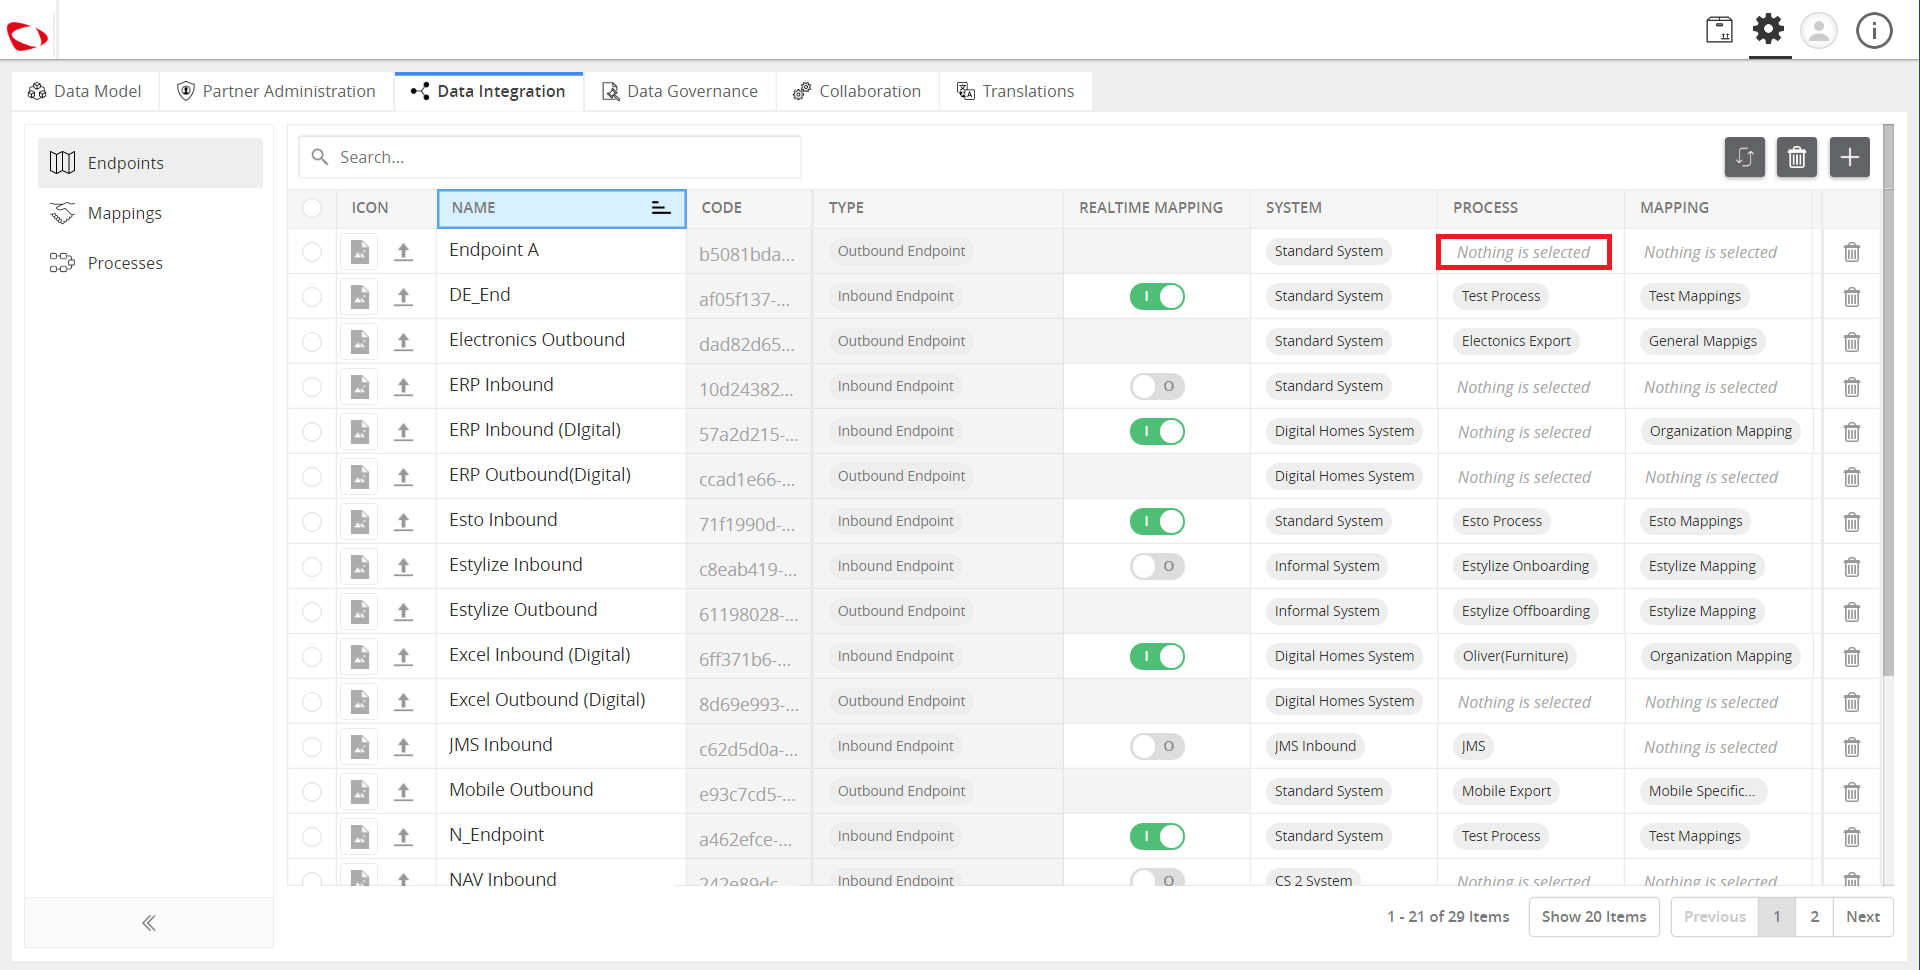 Data Model Partner Administration Data Integration Data Governance Collaboration Translations
Endpoints
Mappings
Processes
Search...
ICON NAME CODE TYPE REALTIME MAPPING SYSTEM PROCESS MAPPING
Endpoint A b5081bda... Outbound Endpoint Standard System Nothing is selected Nothing is selected
DE_End af05f137-... Inbound Endpoint I Standard System Test Process Test Mappings
Electronics Outbound dad82d65... Outbound Endpoint Standard System Electonics Export General Mappigs
ERP Inbound 10d24382... Inbound Endpoint O Standard System Nothing is selected Nothing is selected
ERP Inbound (DIgital) 57a2d215-... Inbound Endpoint I Digital Homes System Nothing is selected Organization Mapping
ERP Outbound(Digital) ccad1e66-... Outbound Endpoint Digital Homes System Nothing is selected Nothing is selected
Esto Inbound 71f1990d-... Inbound Endpoint I Standard System Esto Process Esto Mappings
Estylize Inbound c8eab419-... Inbound Endpoint O Informal System Estylize Onboarding Estylize Mapping
Estylize Outbound 61198028-... Outbound Endpoint Informal System Estylize Offboarding Estylize Mapping
Excel Inbound (Digital) 6ff371b6-... Inbound Endpoint I Digital Homes System Oliver(Furniture) Organization Mapping
Excel Outbound (Digital) 8d69e993-... Outbound Endpoint Digital Homes System Nothing is selected Nothing is selected
JMS Inbound c62d5d0a-... Inbound Endpoint O JMS Inbound JMS Nothing is selected
Mobile Outbound e93c7cd5-... Outbound Endpoint Standard System Mobile Export Mobile Specific...
N_Endpoint a462efce-... Inbound Endpoint I Standard System Test Process Test Mappings
NAV Inbound 242e89dc Inbound Endpoint O CS 2 System Nothing is selected Nothing is selected
1 - 21 of 29 Items Show 20 Items Previous 1 2 Next